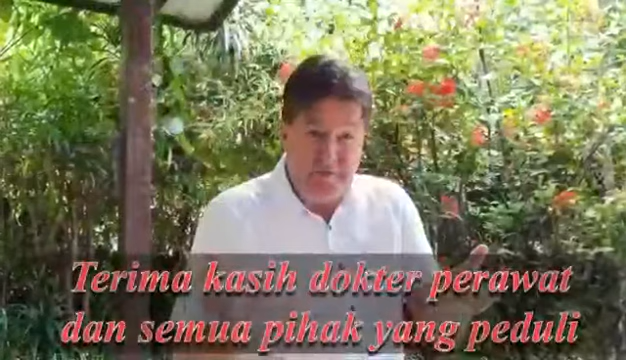 Terima kasih dokter perawat
dan semua pihak yang peduli